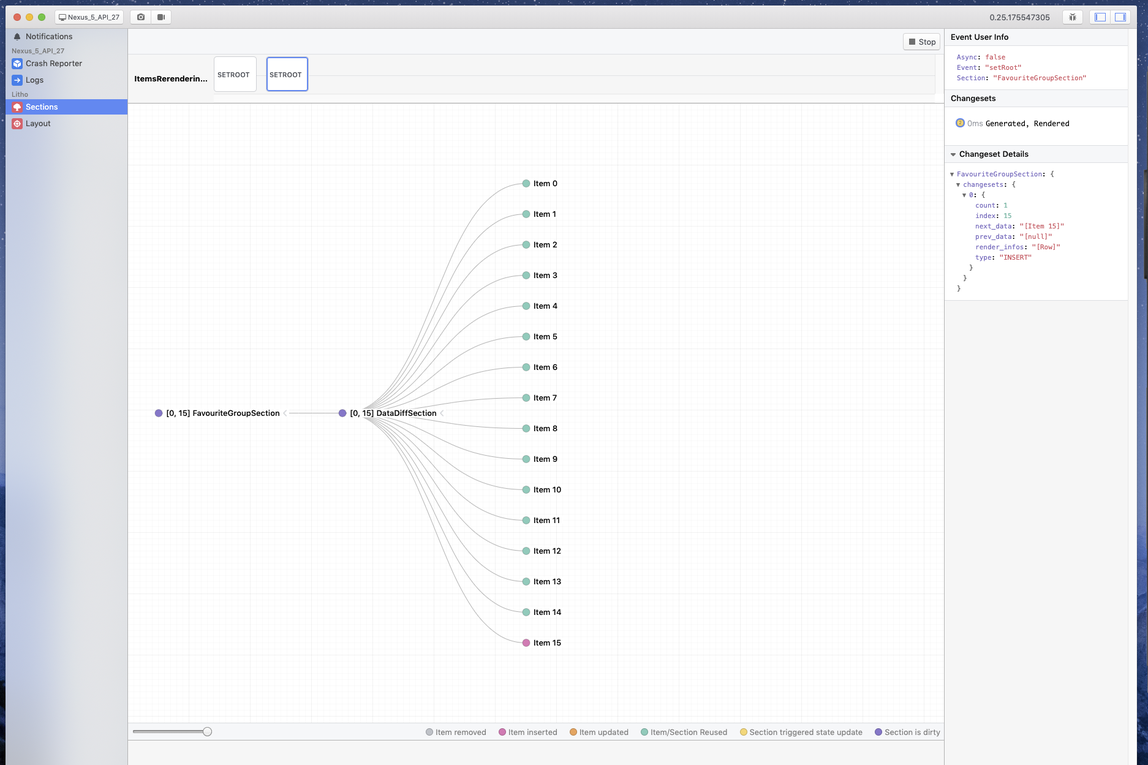 Nexus_5_API_27
0.25.175547305
Notifications
Nexus_5_API_27
Crash Reporter
Logs
Litho
Sections
Layout
Stop
ItemsRerenderin...
SETROOT
SETROOT
Item 0
Item 1
Item 2
Item 3
Item 4
Item 5
Item 6
Item 7
[0, 15] FavouriteGroupSection
[0, 15] DataDiffSection
Item 8
Item 9
Item 10
Item 11
Item 12
Item 13
Item 14
Item 15
Item removed
Item inserted
Item updated
Item/Section Reused
Section triggered state update
Section is dirty
Event User Info
Async: false
Event: "setRoot"
Section: "FavouriteGroupSection"
Changesets
0ms Generated, Rendered
Changeset Details
FavouriteGroupSection: {
changesets: {
0: {
count: 1
index: 15
next_data: "[Item 15]"
prev_data: "[null]"
render_infos: "[Row]"
type: "INSERT"
}
}
}